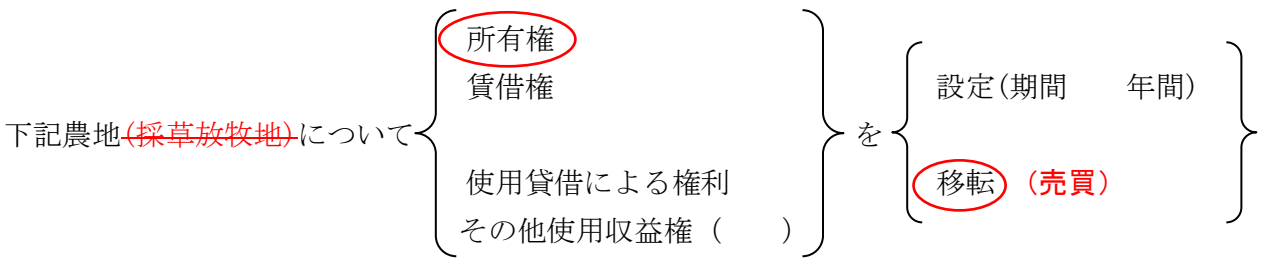 所有権
賃借権
設定(期間　　年間)
下記農地(採草放牧地)について
を
使用貸借による権利
移転　(売買)
その他使用収益権 (　　)